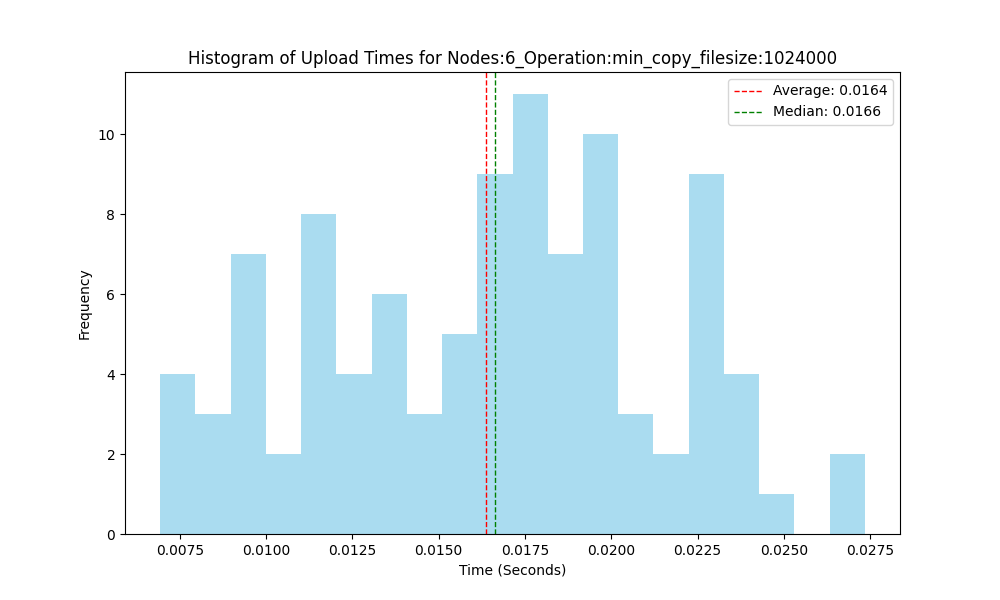 Histogram of Upload Times for Nodes:6_Operation:min_copy_filesize:1024000
Average: 0.0164
Median: 0.0166
Frequency
10
8
6
4
2
0
0.0075 0.0100 0.0125 0.0150 0.0175 0.0200 0.0225 0.0250 0.0275
Time (Seconds)